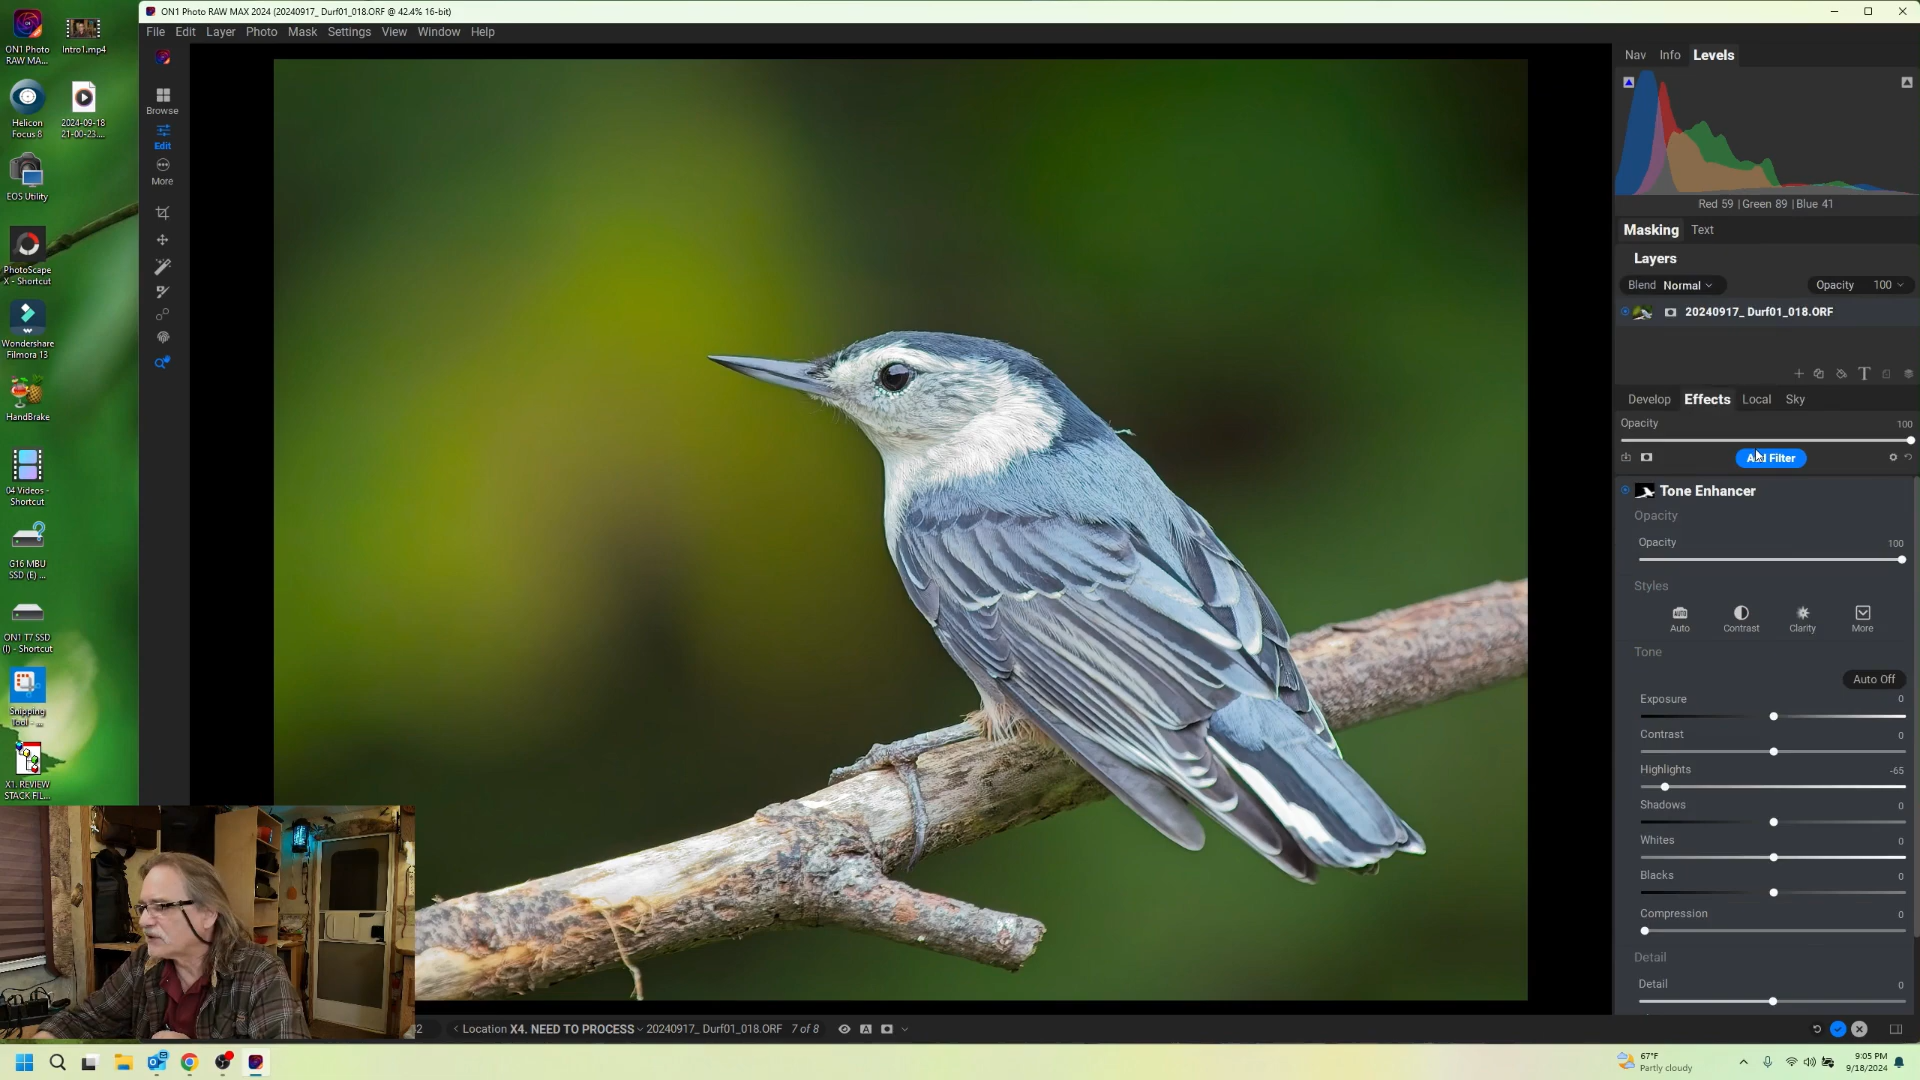 ON1 Photo RAW MAX 2024 (20240917_ Durf01_018.ORF @ 42.4% 16-bit)
File Edit Layer Photo Mask Settings View Window Help
ON1 Photo
RAW MA...
Intro1.mp4
Helicon
Focus 8
2024-09-18
21-00-23....
EOS Utility
PhotoScape
X - Shortcut
Wondershare
Filmora 13
HandBrake
04 Videos -
Shortcut
G16 MBU
SSD (E) ...
ON1 T7 SSD
(I) - Shortcut
Snipping
Tool - ...
X1. REVIEW
STACK FIL...
Browse
Edit
More
Nav Info Levels
Red 59 | Green 89 | Blue 41
Masking Text
Layers
Blend Normal Opacity 100
20240917_ Durf01_018.ORF
T
Develop Effects Local Sky
Opacity 100
Add Filter
Tone Enhancer
Opacity
Opacity 100
Styles
AUTO
Auto Contrast Clarity More
Tone
Auto Off
Exposure 0
Contrast 0
Highlights -65
Shadows 0
Whites 0
Blacks 0
Compression 0
Detail
Detail 0
12 < Location X4. NEED TO PROCESS 20240917_ Durf01_018.ORF 7 of 8 A
67°F
Partly cloudy
9:05 PM
9/18/2024